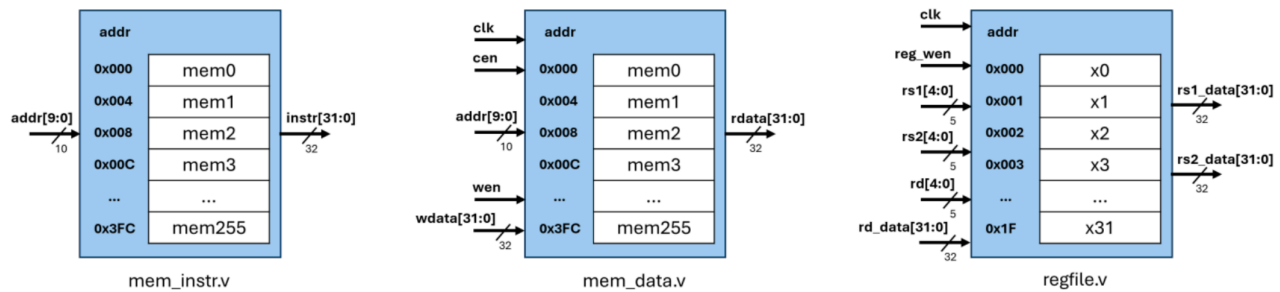 addr
0x000
mem0
0x004
mem1
addr[9:0]
10
0x008
mem2
instr[31:0]
32
0x00C
mem3
...
...
0x3FC
mem255
mem_instr.v
clk
addr
cen
0x000
mem0
0x004
mem1
addr[9:0]
10
0x008
mem2
rdata[31:0]
32
0x00C
mem3
wen
...
...
wdata[31:0]
32
0x3FC
mem255
mem_data.v
clk
addr
reg_wen
0x000
x0
rs1[4:0]
5
0x001
x1
rs1_data[31:0]
32
rs2[4:0]
5
0x002
x2
0x003
x3
rs2_data[31:0]
32
rd[4:0]
5
...
...
rd_data[31:0]
32
0x1F
x31
regfile.v